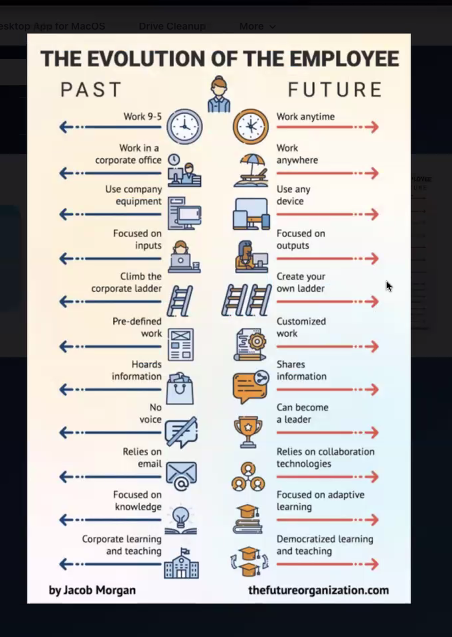 esktop App for MacOS Drive Cleanup More
THE EVOLUTION OF THE EMPLOYEE
PAST FUTURE
Work 9-5
Work anytime
Work in a
corporate office
Work
anywhere
Use company
equipment
Use any
device
Focused on
inputs
Focused on
outputs
Climb the
corporate ladder
Create your
own ladder
Pre-defined
work
Customized
work
Hoards
information
Shares
information
No
voice
Can become
a leader
Relies on
email
Relies on collaboration
technologies
Focused on
knowledge
Focused on adaptive
learning
Corporate learning
and teaching
Democratized learning
and teaching
by Jacob Morgan thefutureorganization.com